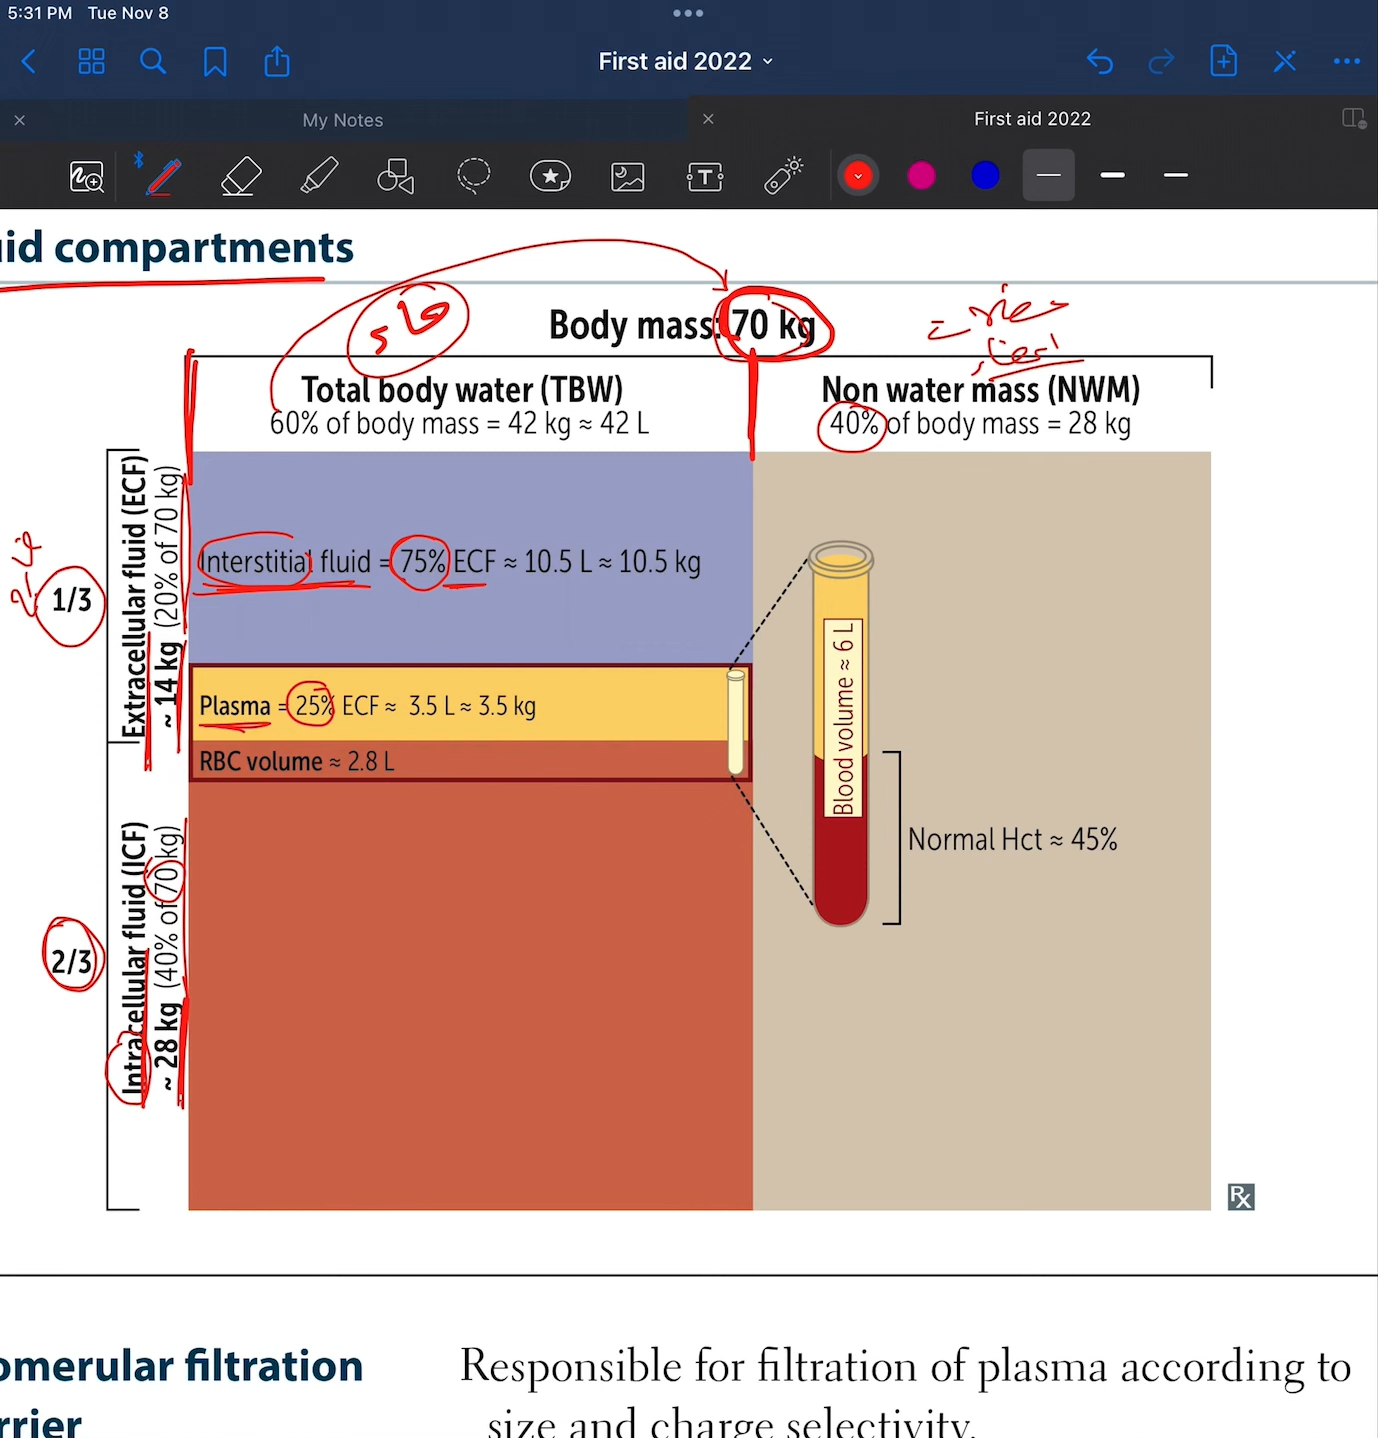 5:31 PM Tue Nov 8
First aid 2022
My Notes
First aid 2022
T
uid compartments
Body mass: 70 kg
Total body water (TBW)
60% of body mass = 42 kg ≈ 42 L
Non water mass (NWM)
40% of body mass = 28 kg
1/3
Extracellular fluid (ECF)
~ 14 kg (20% of 70 kg)
Interstitial fluid = 75% ECF ≈ 10.5 L ≈ 10.5 kg
Plasma = 25% ECF ≈ 3.5 L ≈ 3.5 kg
RBC volume ≈ 2.8 L
Blood volume ≈ 6 L
Normal Hct ≈ 45%
2/3
Intracellular fluid (ICF)
~ 28 kg (40% of 70 kg)
Rx
omerular filtration
rrier
Responsible for filtration of plasma according to
size and charge selectivity.